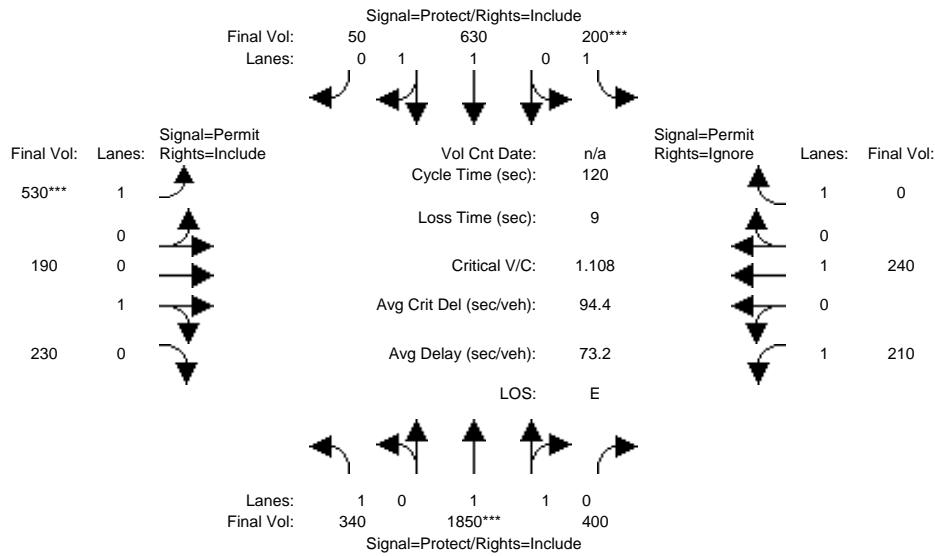 Signal=Protect/Rights=Include
Final Vol: 50 630 200***
Lanes: 0 1 1 0 1
Signal=Permit Signal=Permit
Final Vol: Lanes: Rights=Include Vol Cnt Date: n/a Rights=Ignore Lanes: Final Vol:
Cycle Time (sec): 120
530*** 1 1 0
Loss Time (sec): 9
0 0
190 0 Critical V/C: 1.108 1 240
1 Avg Crit Del (sec/veh): 94.4 0
230 0 Avg Delay (sec/veh): 73.2 1 210
LOS: E
Lanes: 1 0 1 1 0
Final Vol: 340 1850*** 400
Signal=Protect/Rights=Include